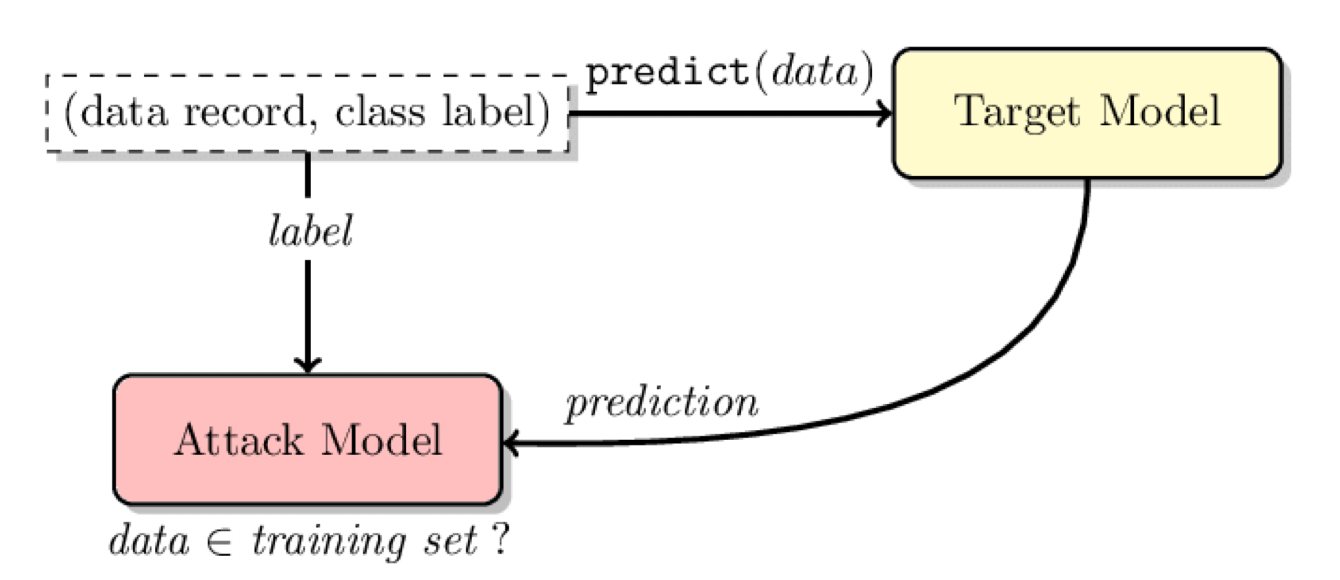 predict(data)
(data record, class label)
Target Model
label
prediction
Attack Model
data ∈ training set ?